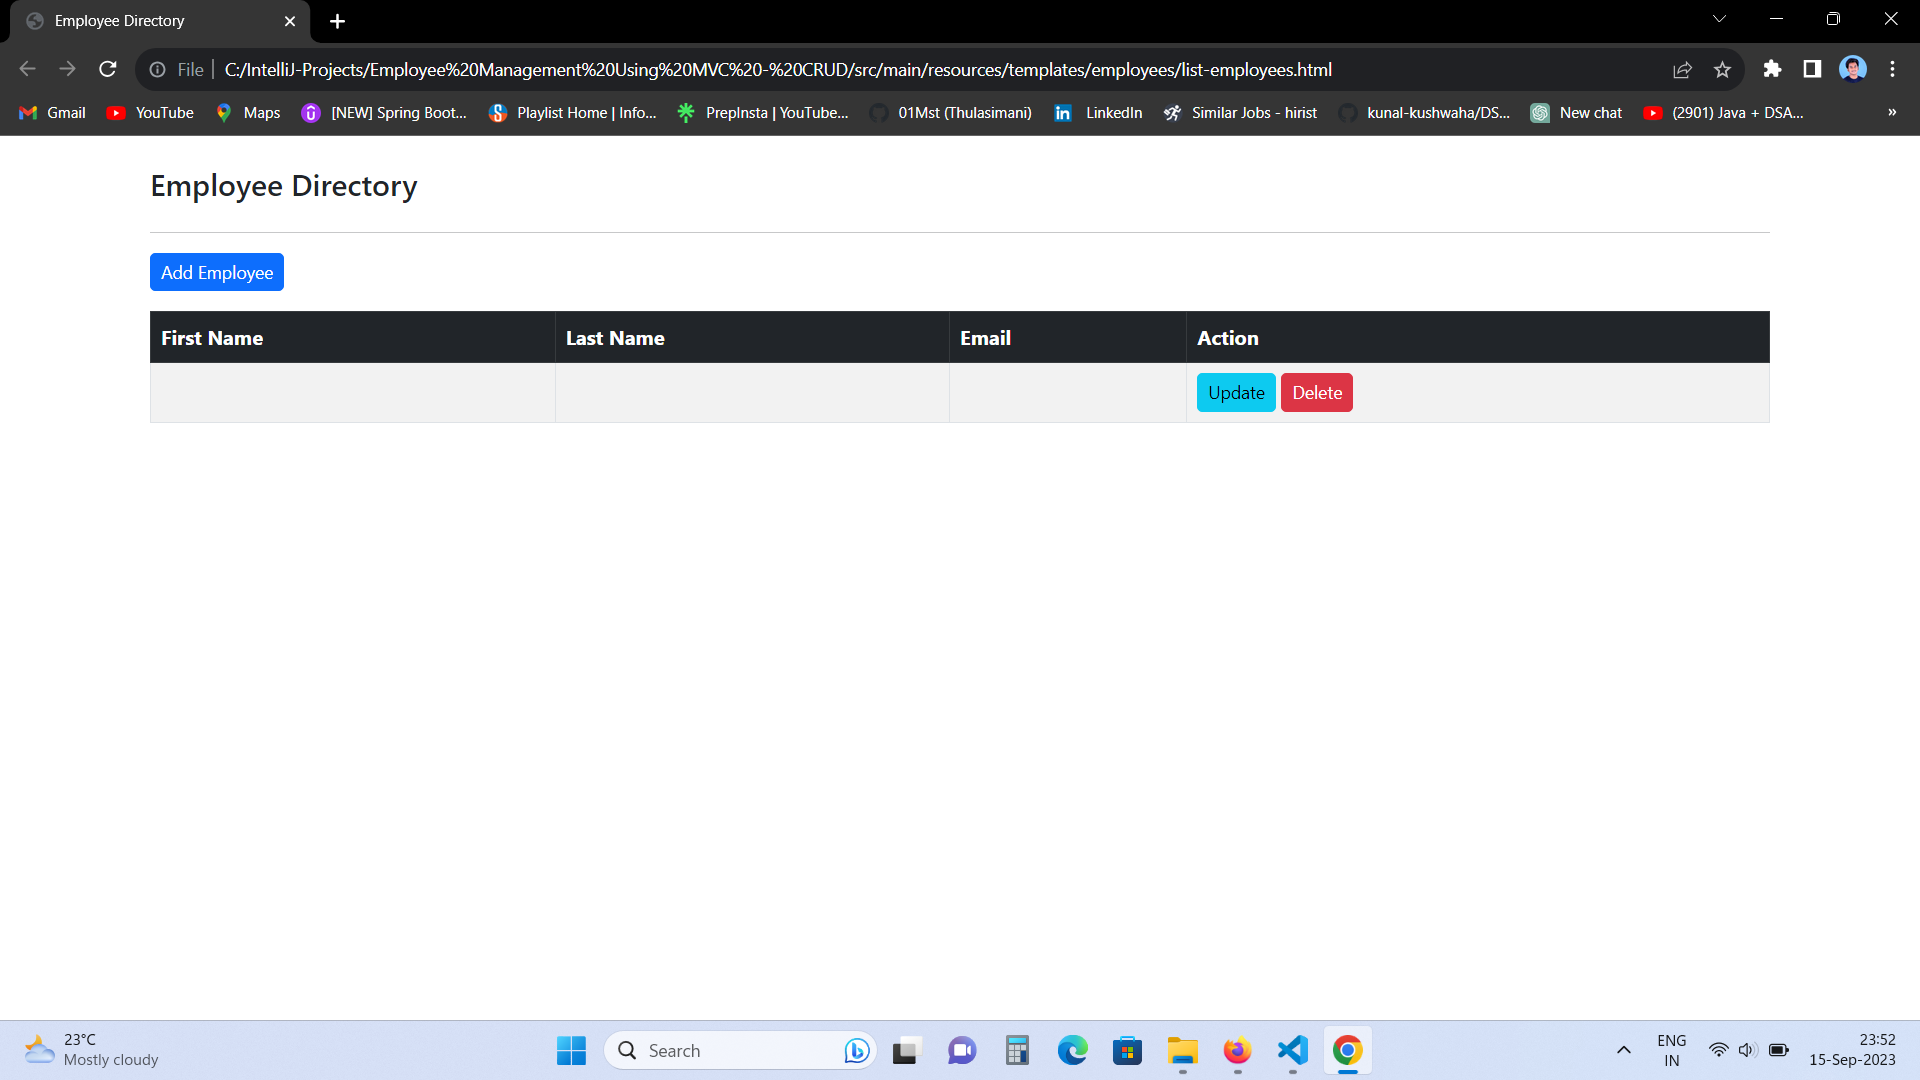 Employee Directory
File
C:/IntelliJ-Projects/Employee%20Management%20Using%20MVC%20-%20CRUD/src/main/resources/templates/employees/list-employees.html
Gmail
YouTube
Maps
[NEW] Spring Boot...
Playlist Home | Info...
PrepInsta | YouTube...
01Mst (Thulasimani)
LinkedIn
Similar Jobs - hirist
kunal-kushwaha/DS...
New chat
(2901) Java + DSA...
»
Employee Directory
Add Employee
First Name
Last Name
Email
Action
Update
Delete
23°C
Mostly cloudy
Search
ENG
IN
23:52
15-Sep-2023